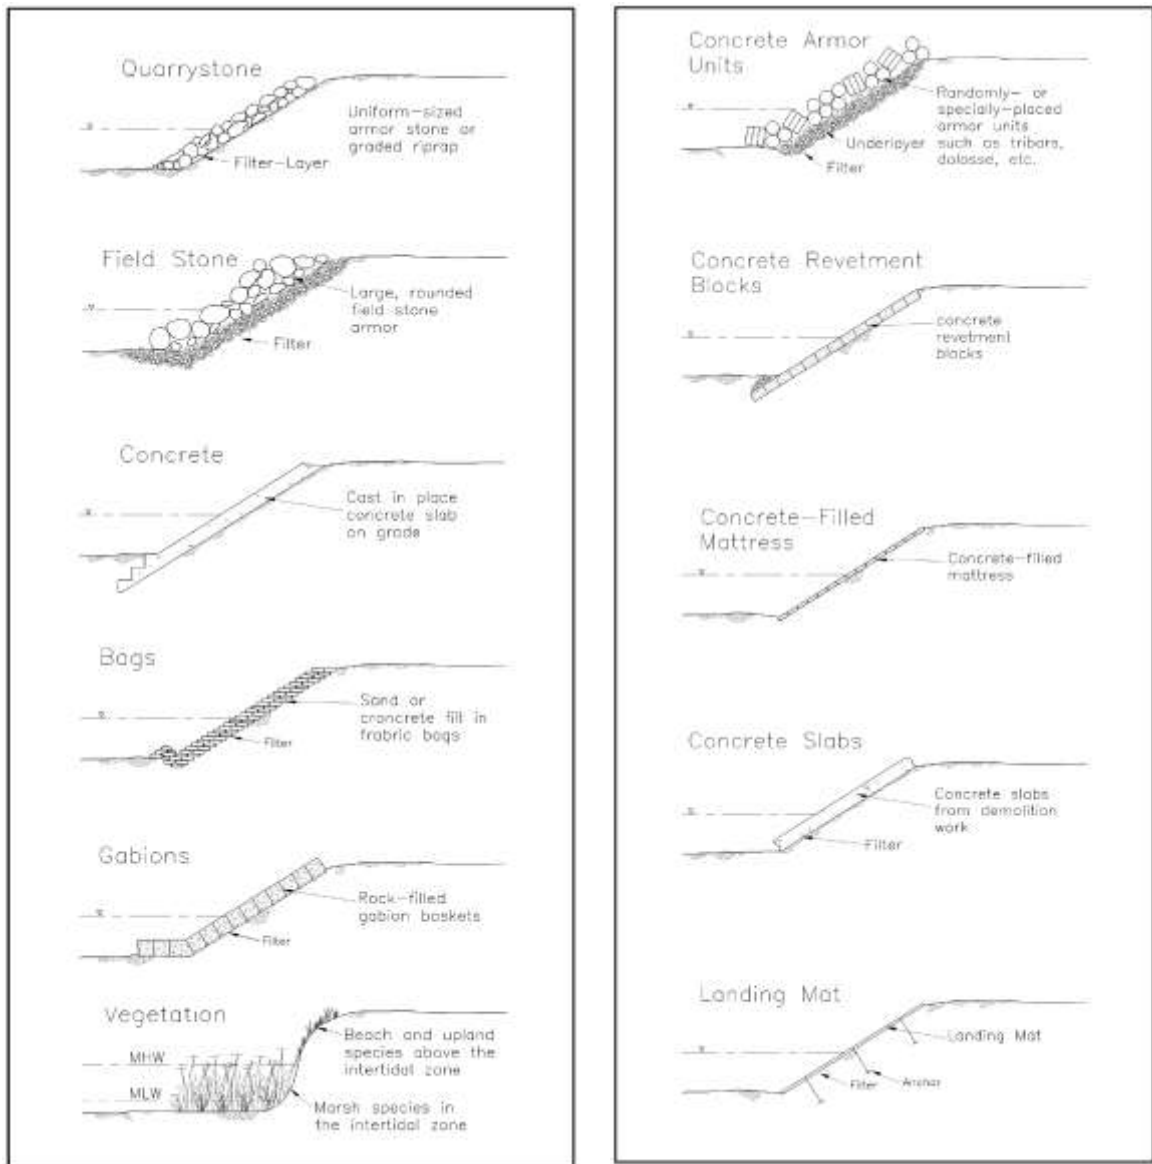 Quarrystone
Uniform-sized
armor stone or
graded riprap
Filter-Layer
Field Stone
Large, rounded
field stone
armor
Filter
Concrete
Cast in place
concrete slab
on grade
Bags
Sand or
croncrete fill in
frabric bags
Filter
Gabions
Rock-filled
gabion baskets
Filter
Vegetation
MHW
MLW
Beach and upland
species above the
intertidal zone
Marsh species in
the intertidal zone
Concrete Armor
Units
Randomly- or
specially-placed
armor units
such as tribars,
dolosse, etc.
Underlayer
Filter
Concrete Revetment
Blocks
concrete
revetment
blocks
Concrete-Filled
Mattress
Concrete-filled
mattress
Concrete Slabs
Concrete slabs
from demolition
work
Filter
Landing Mat
Landing Mat
Anchor
Filter